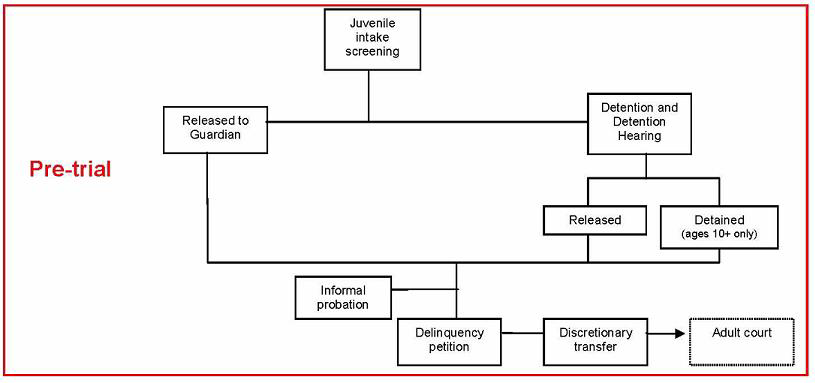 Juvenile
intake
screening
Released to
Guardian
Detention and
Detention
Hearing
Pre-trial
Released
Detained
(ages 10+ only)
Informal
probation
Delinquency
petition
Discretionary
transfer
Adult court